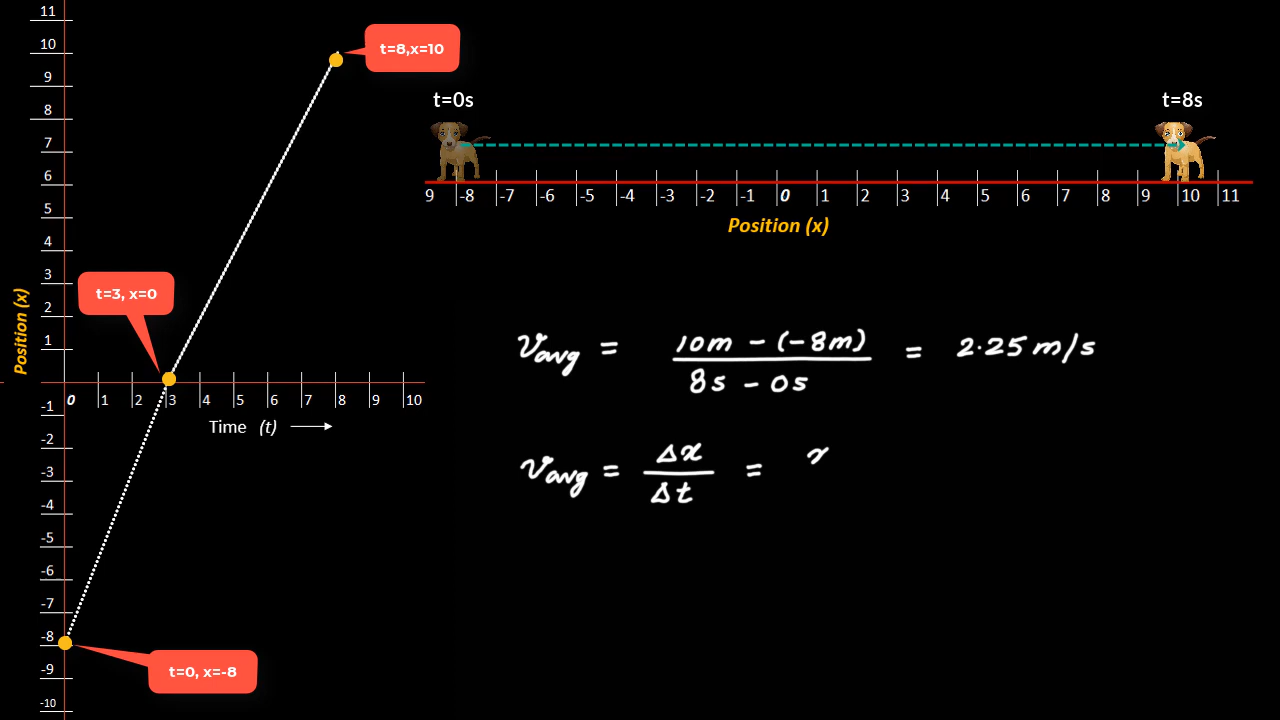 11
10
9
8
7
6
5
4
3
2
1
-1
-2
-3
-4
-5
-6
-7
-8
-9
-10
Position (x)
0 1 2 3 4 5 6 7 8 9 10
Time (t)
t=8,x=10
t=3, x=0
t=0, x=-8
t=0s t=8s
9 -8 -7 -6 -5 -4 -3 -2 -1 0 1 2 3 4 5 6 7 8 9 10 11
Position (x)
Vavg = 10m - (-8m) / 8s - 0s = 2.25 m/s
Vavg = Δx / Δt = x